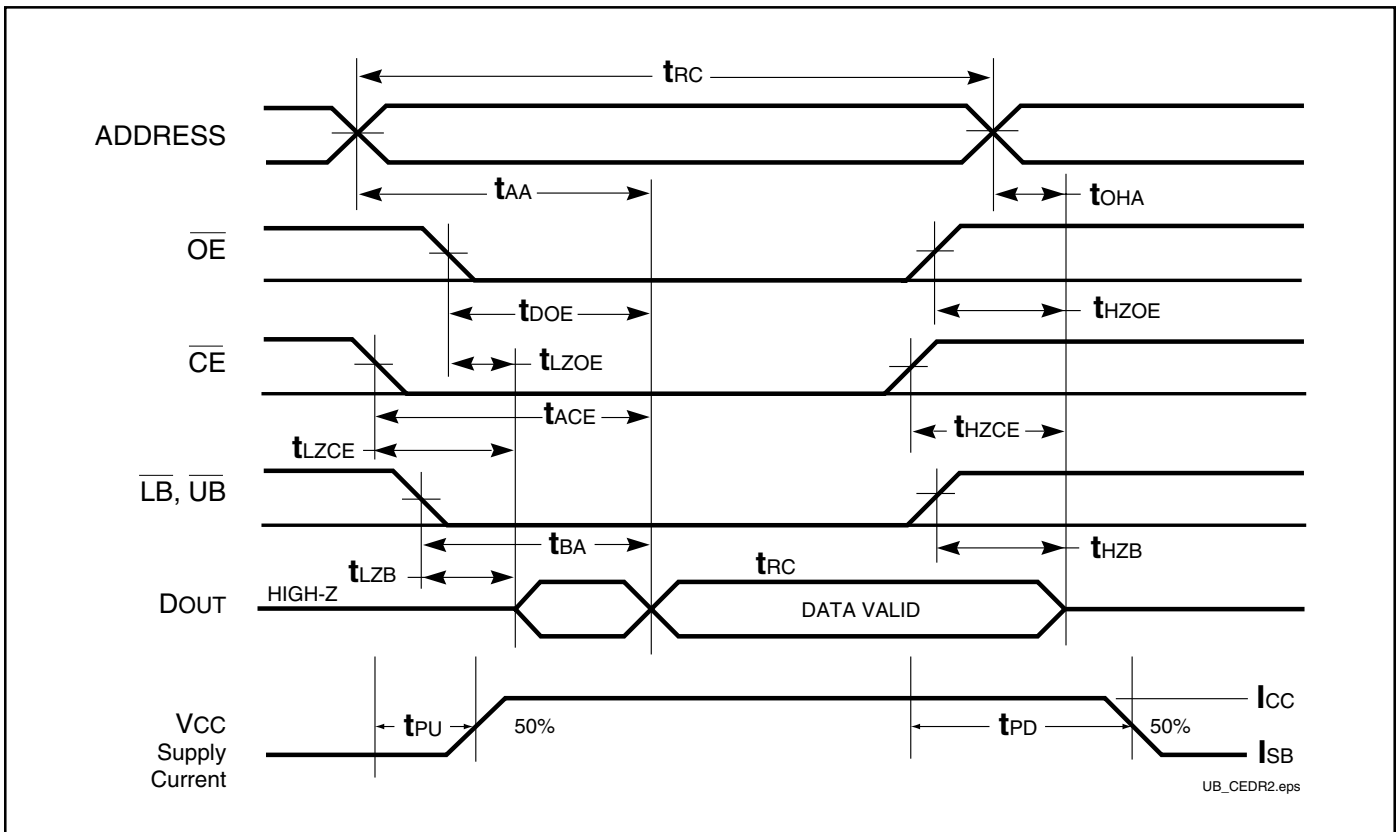 tRC
ADDRESS
tAA
tOHA
OE
tDOE
tHZOE
CE
tLZOE
tACE
tHZCE
tLZCE
LB, UB
tBA
tHZB
tLZB
tRC
DOUT
HIGH-Z
DATA VALID
ICC
VCC
tPU
50%
tPD
50%
Supply
ISB
Current
UB_CEDR2.eps